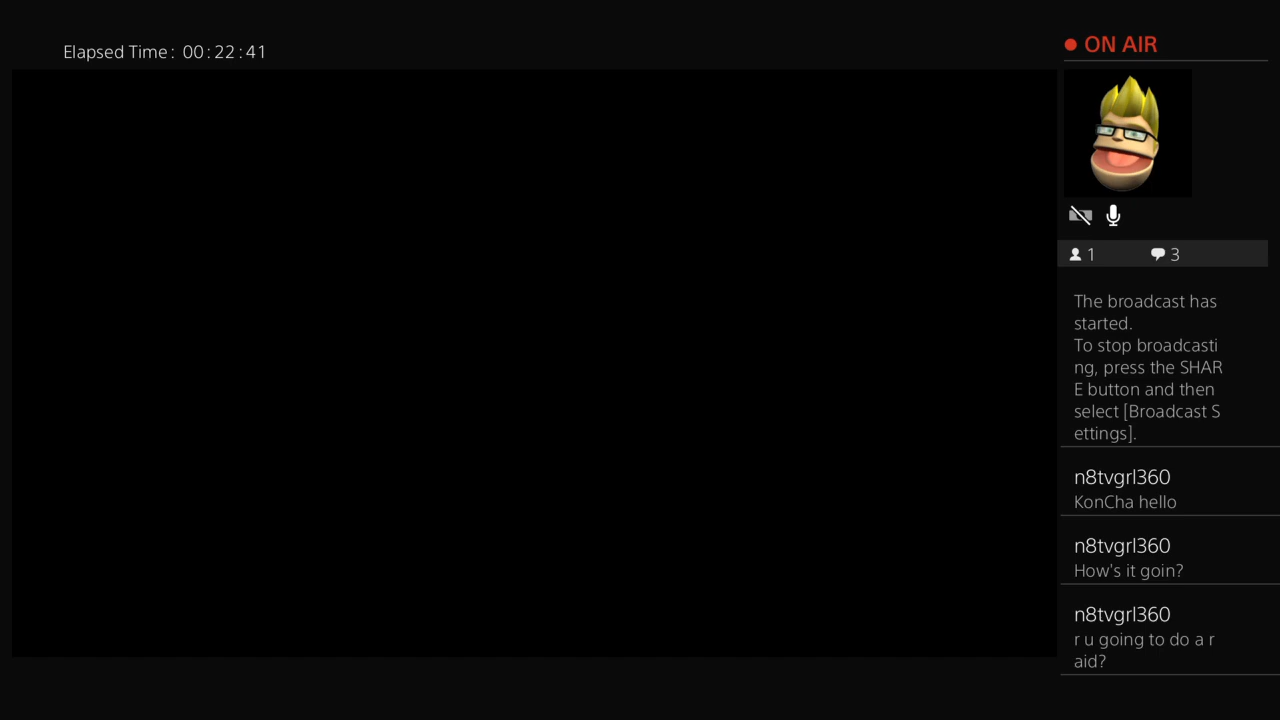 Elapsed Time: 00:22:41
ON AIR
1 3
The broadcast has
started.
To stop broadcasti
ng, press the SHAR
E button and then
select [Broadcast S
ettings].
n8tvgrl360
KonCha hello
n8tvgrl360
How's it goin?
n8tvgrl360
r u going to do a r
aid?